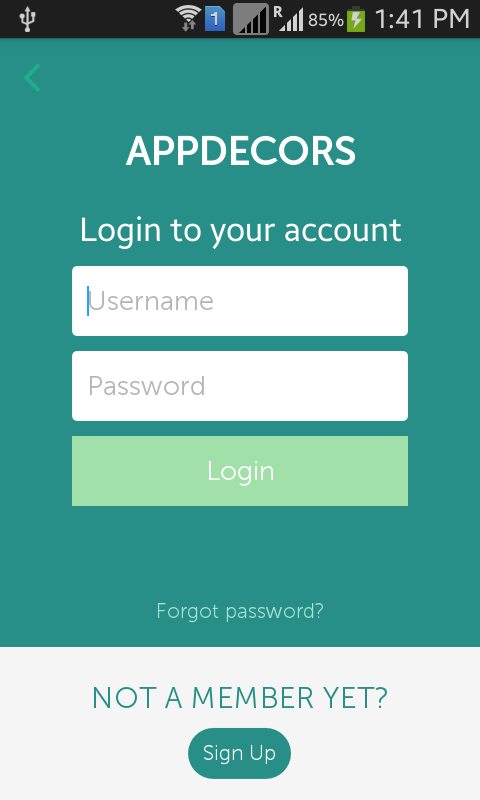 1 R 85% 1:41 PM
APPDECORS
Login to your account
Username
Password
Login
Forgot password?
NOT A MEMBER YET?
Sign Up